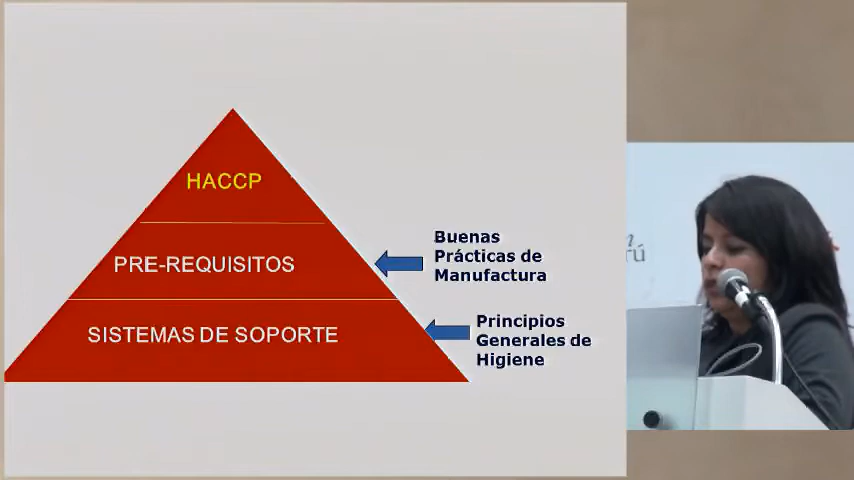 HACCP
PRE-REQUISITOS
SISTEMAS DE SOPORTE
Buenas
Prácticas de
Manufactura
Principios
Generales de
Higiene